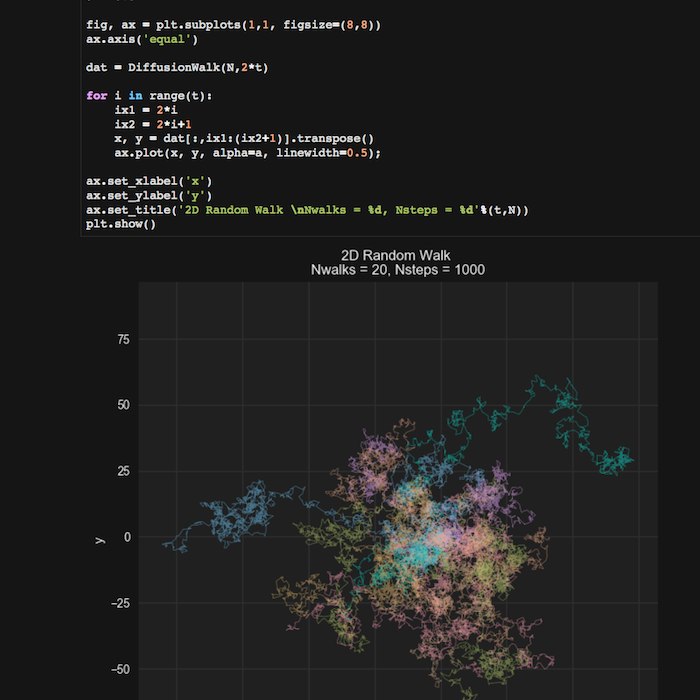 fig, ax = plt.subplots(1,1, figsize=(8,8))
ax.axis('equal')
dat = DiffusionWalk(N,2*t)
for i in range(t):
ix1 = 2*i
ix2 = 2*i+1
x, y = dat[:,ix1:(ix2+1)].transpose()
ax.plot(x, y, alpha=a, linewidth=0.5);
ax.set_xlabel('x')
ax.set_ylabel('y')
ax.set_title('2D Random Walk \nNwalks = %d, Nsteps = %d'%(t,N))
plt.show()
2D Random Walk
Nwalks = 20, Nsteps = 1000
75
50
25
0
y
−25
−50